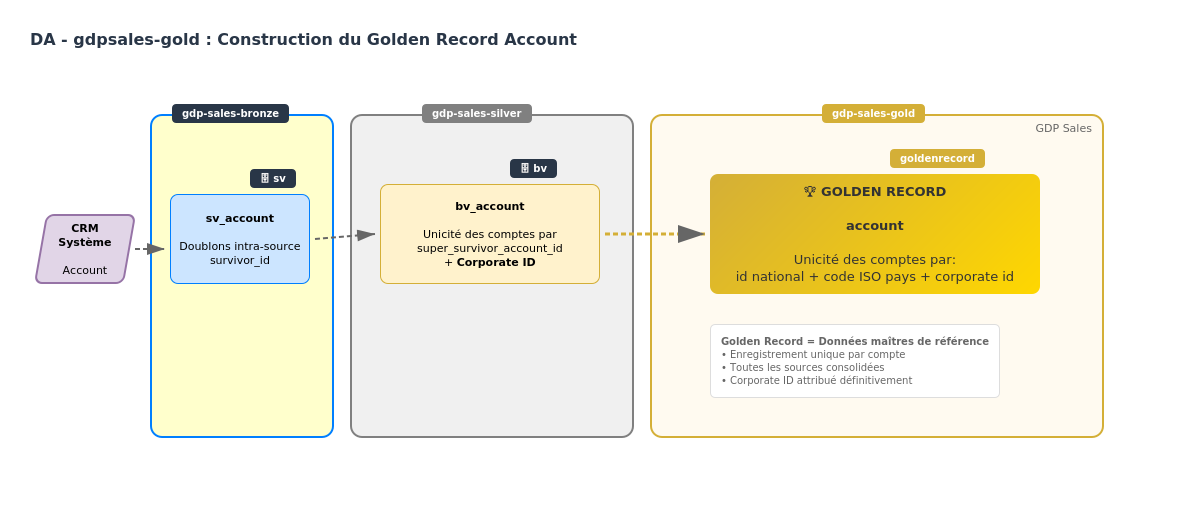 DA - gdpsales-gold : Construction du Golden Record Account
CRM
Système
Account
gdp-sales-bronze
sv
sv_account
Doublons intra-source
survivor_id
gdp-sales-silver
bv
bv_account
Unicité des comptes par
super_survivor_account_id
+ Corporate ID
gdp-sales-gold
GDP Sales
goldenrecord
GOLDEN RECORD
account
Unicité des comptes par:
id national + code ISO pays + corporate id
Golden Record = Données maîtres de référence
• Enregistrement unique par compte
• Toutes les sources consolidées
• Corporate ID attribué définitivement